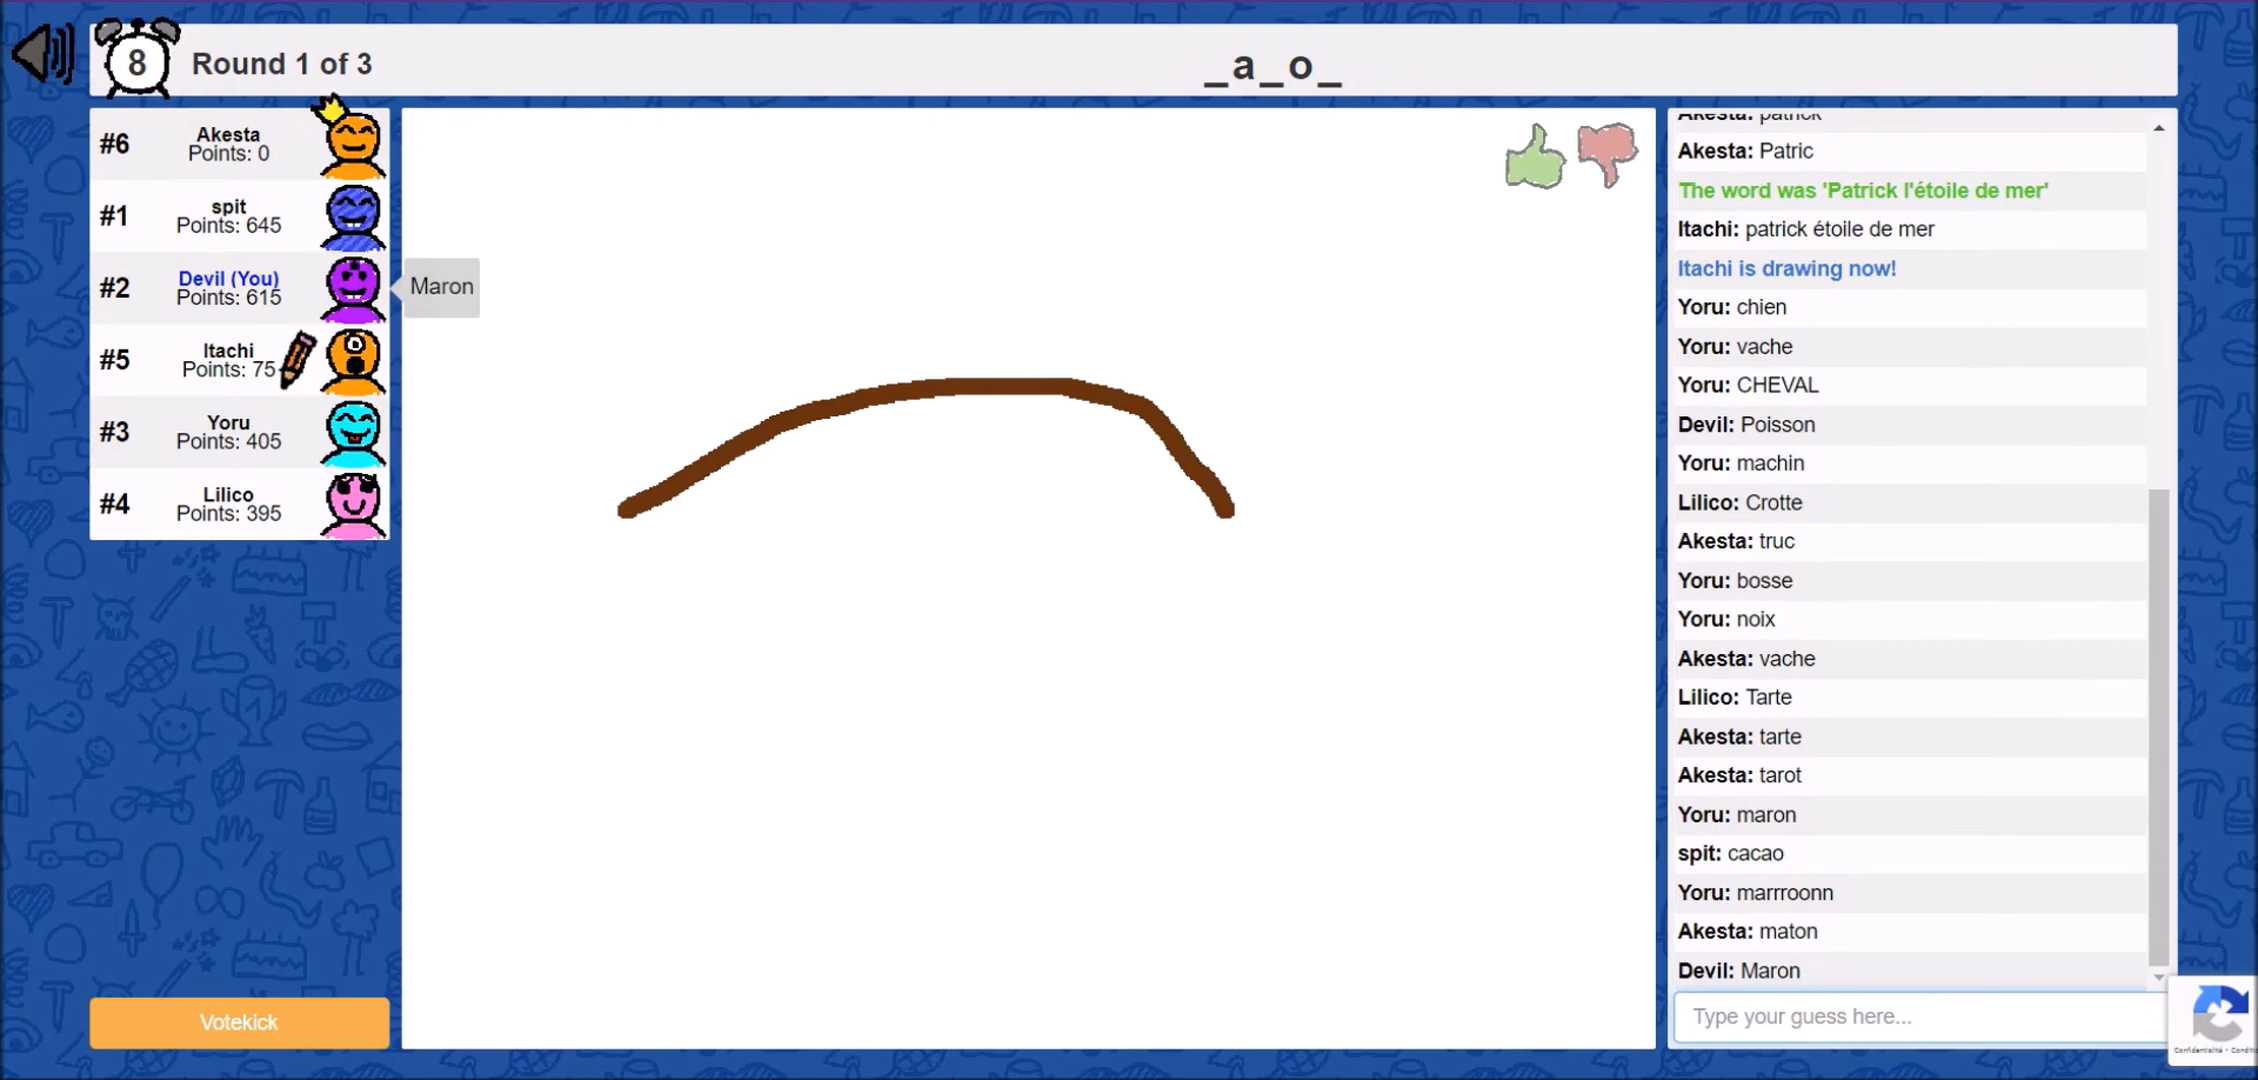 8
Round 1 of 3
_a_o_
#6
Akesta
Points: 0
#1
spit
Points: 645
#2
Devil (You)
Points: 615
Maron
#5
Itachi
Points: 75
#3
Yoru
Points: 405
#4
Lilico
Points: 395
Votekick
Akesta: patrick
Akesta: Patric
The word was 'Patrick l'étoile de mer'
Itachi: patrick étoile de mer
Itachi is drawing now!
Yoru: chien
Yoru: vache
Yoru: CHEVAL
Devil: Poisson
Yoru: machin
Lilico: Crotte
Akesta: truc
Yoru: bosse
Yoru: noix
Akesta: vache
Lilico: Tarte
Akesta: tarte
Akesta: tarot
Yoru: maron
spit: cacao
Yoru: marrroonn
Akesta: maton
Devil: Maron
Type your guess here...
Confidentialité - Conditi